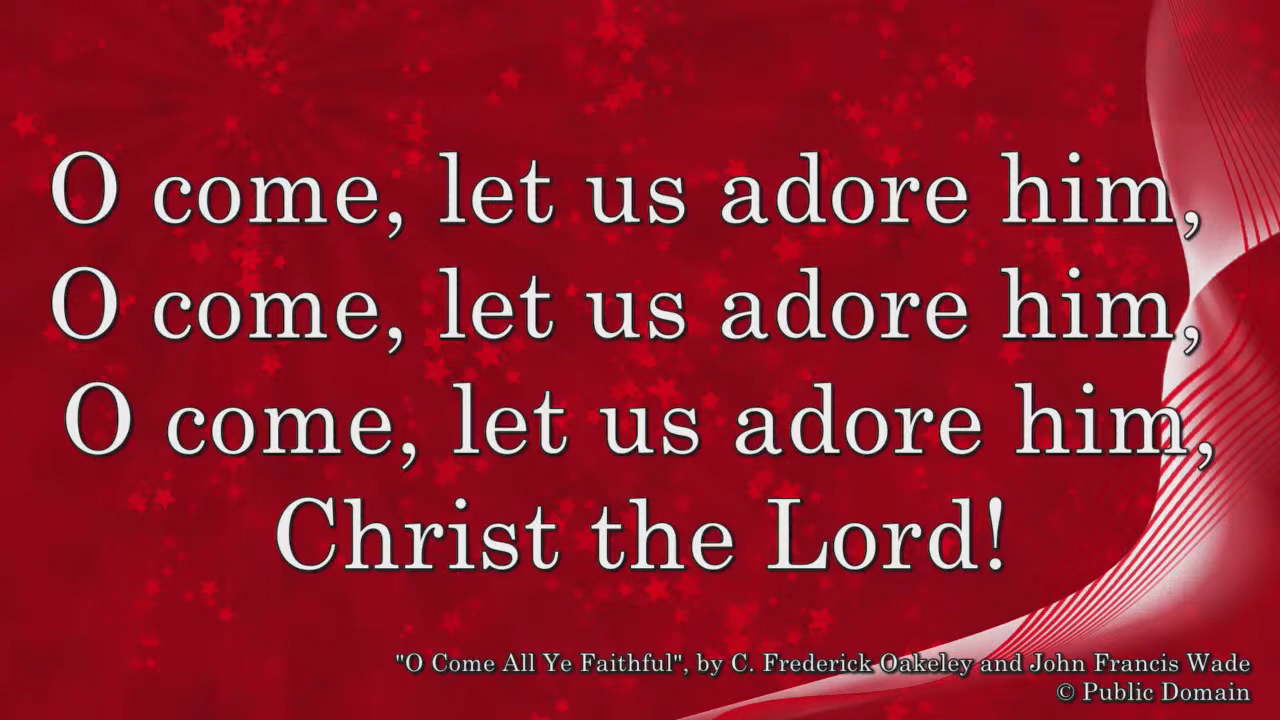 O come, let us adore him,
O come, let us adore him,
O come, let us adore him,
Christ the Lord!
"O Come All Ye Faithful", by C. Frederick Oakeley and John Francis Wade
© Public Domain